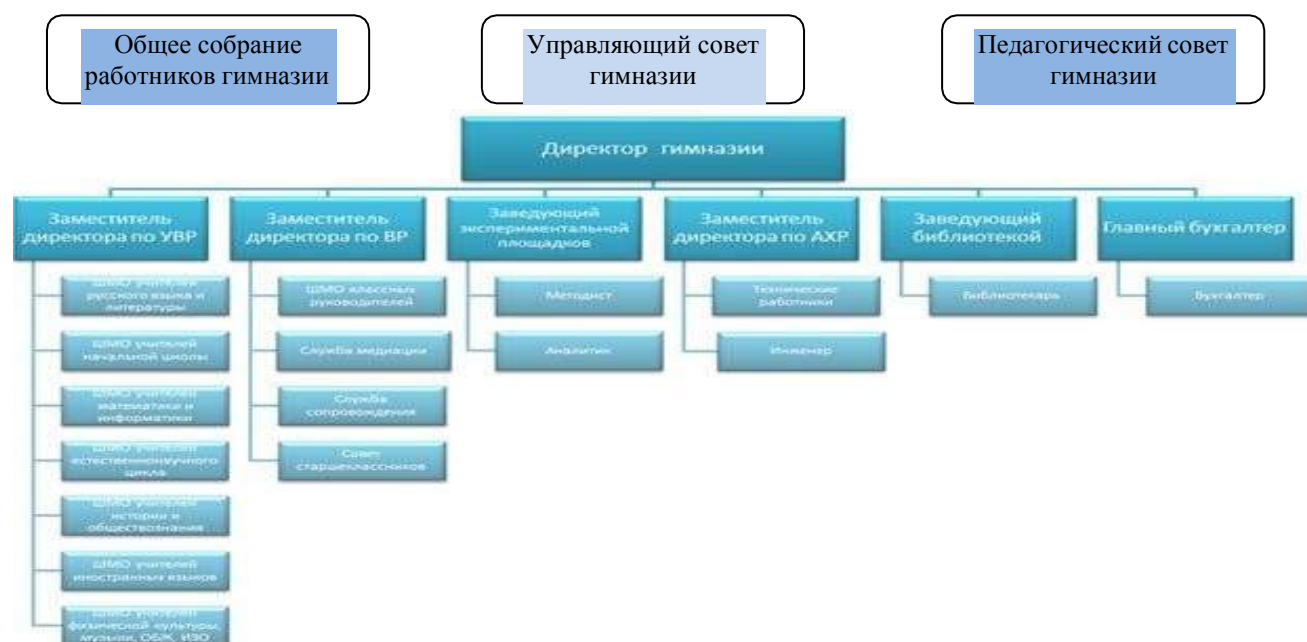 Общее собрание
работников гимназии
Управляющий совет
гимназии
Педагогический совет
гимназии
Директор гимназии
Заместитель
директора по УВР
Заместитель
директора по ВР
Заведующий
экспериментальной
площадков
Заместитель
директора по АХР
Заведующий
библиотекой
Главный бухгалтер
ШМО учителей
русского языка и
литературы
ШМО учителей
начальной школы
ШМО учителей
математики и
информатики
ШМО учителей
естественнонаучного
цикла
ШМО учителей
истории и
обществознания
ШМО учителей
иностранных языков
ШМО учителей
физической культуры,
музыки, ОБЖ, ИЗО
ШМО классных
руководителей
Служба медиации
Служба
сопровождения
Совет
старшеклассников
Методист
Аналитик
Технические
работники
Инженер
Библиотекарь
Бухгалтер